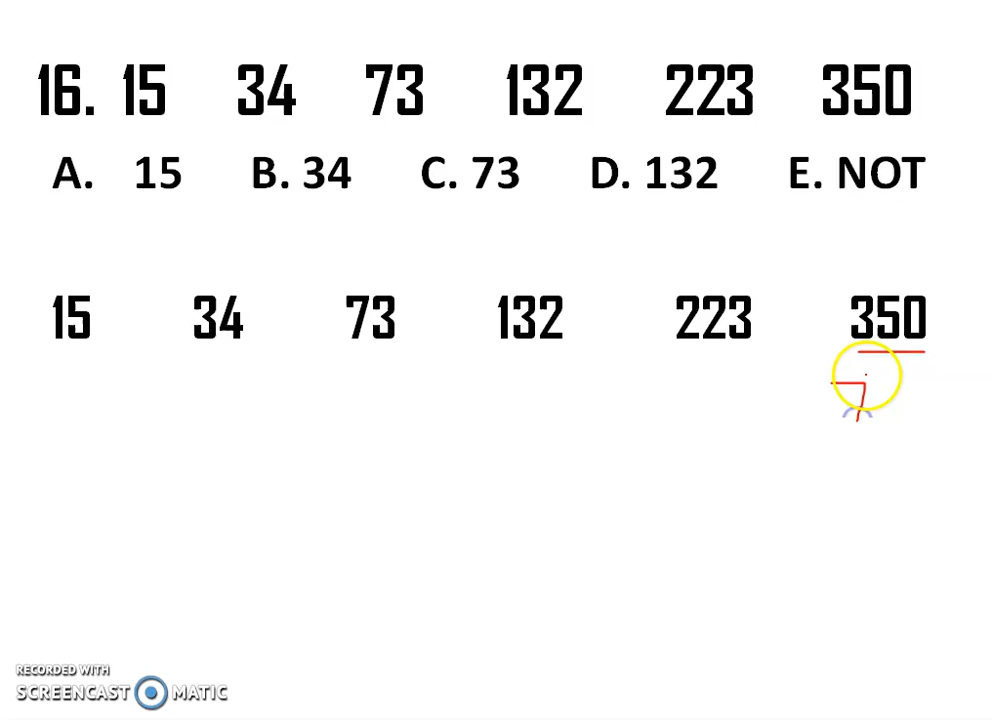 16. 15 34 73 132 223 350
A. 15 B. 34 C. 73 D. 132 E. NOT
15 34 73 132 223 350
7
RECORDED WITH
SCREENCAST MATIC